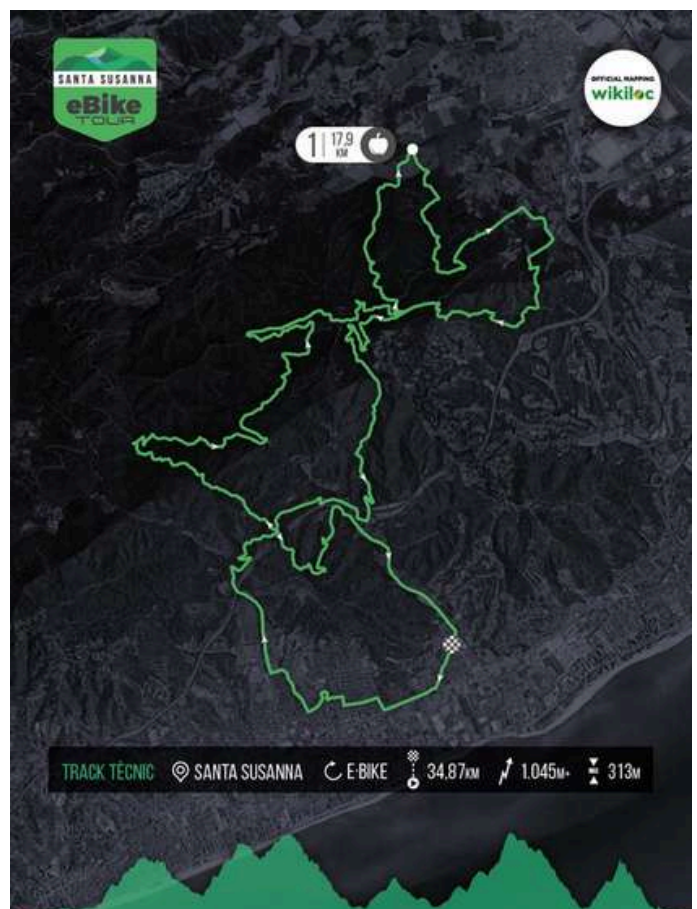 SANTA SUSANNA
eBike
TOUR
OFFICIAL MAPPING
wikiloc
1 17,9
KM
TRACK TÈCNIC SANTA SUSANNA E·BIKE 34,87KM 1.045M+ 313M